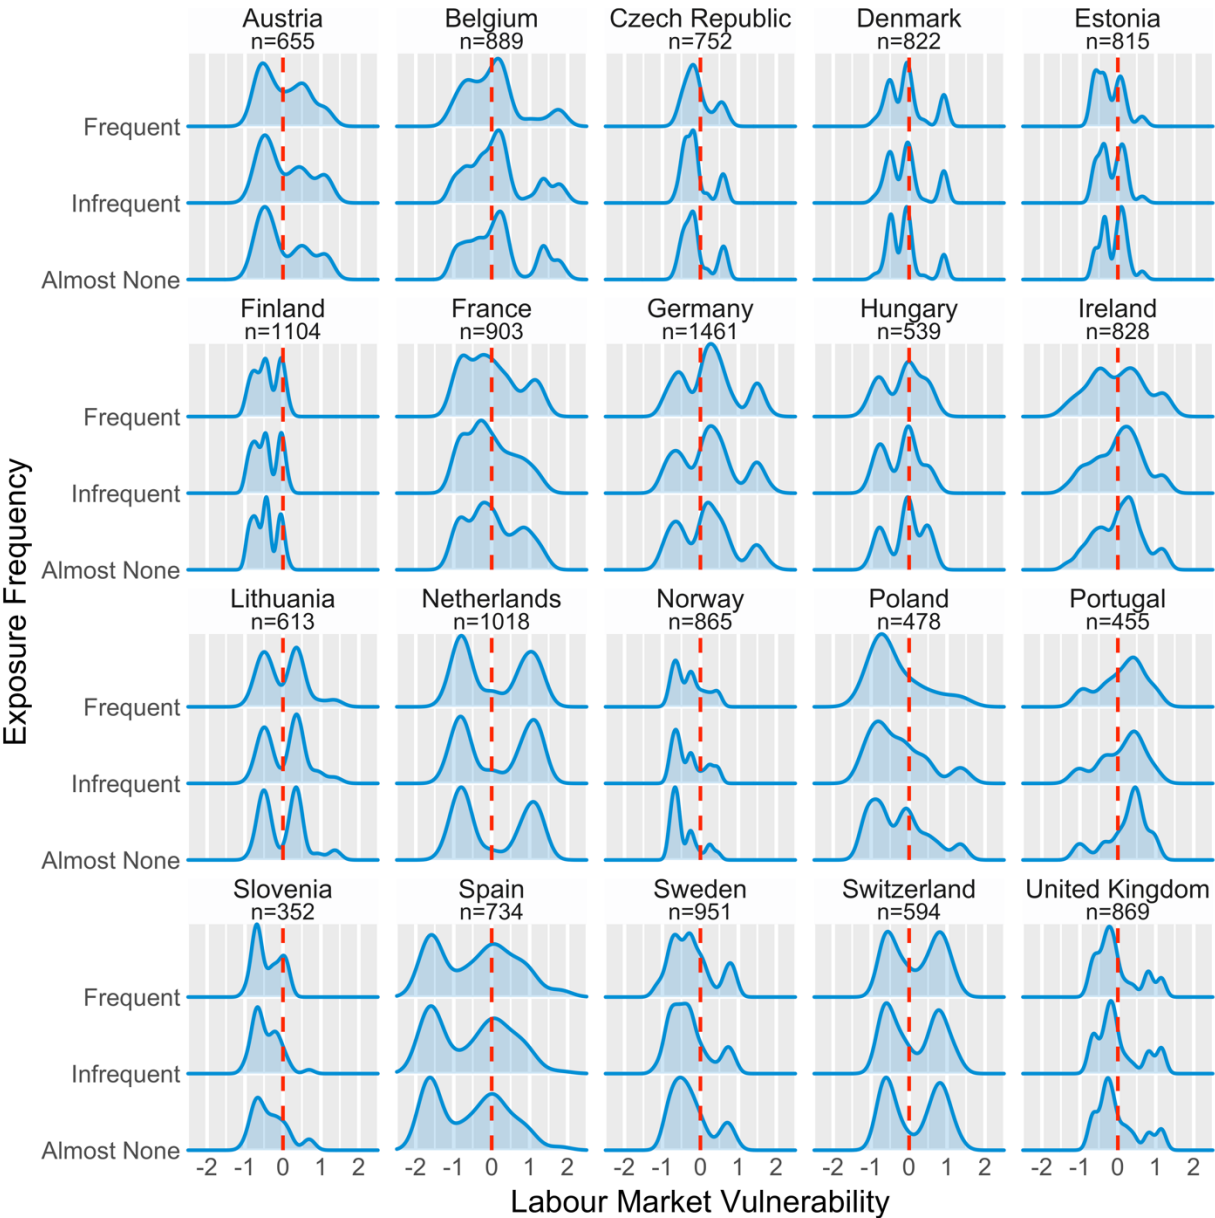 Austria
n=655
Belgium
n=889
Czech Republic
n=752
Denmark
n=822
Estonia
n=815
Frequent
Infrequent
Almost None
Finland
n=1104
France
n=903
Germany
n=1461
Hungary
n=539
Ireland
n=828
Frequent
Infrequent
Almost None
Exposure Frequency
Lithuania
n=613
Netherlands
n=1018
Norway
n=865
Poland
n=478
Portugal
n=455
Frequent
Infrequent
Almost None
Slovenia
n=352
Spain
n=734
Sweden
n=951
Switzerland
n=594
United Kingdom
n=869
Frequent
Infrequent
Almost None
-2 -1 0 1 2
-2 -1 0 1 2
-2 -1 0 1 2
-2 -1 0 1 2
-2 -1 0 1 2
Labour Market Vulnerability